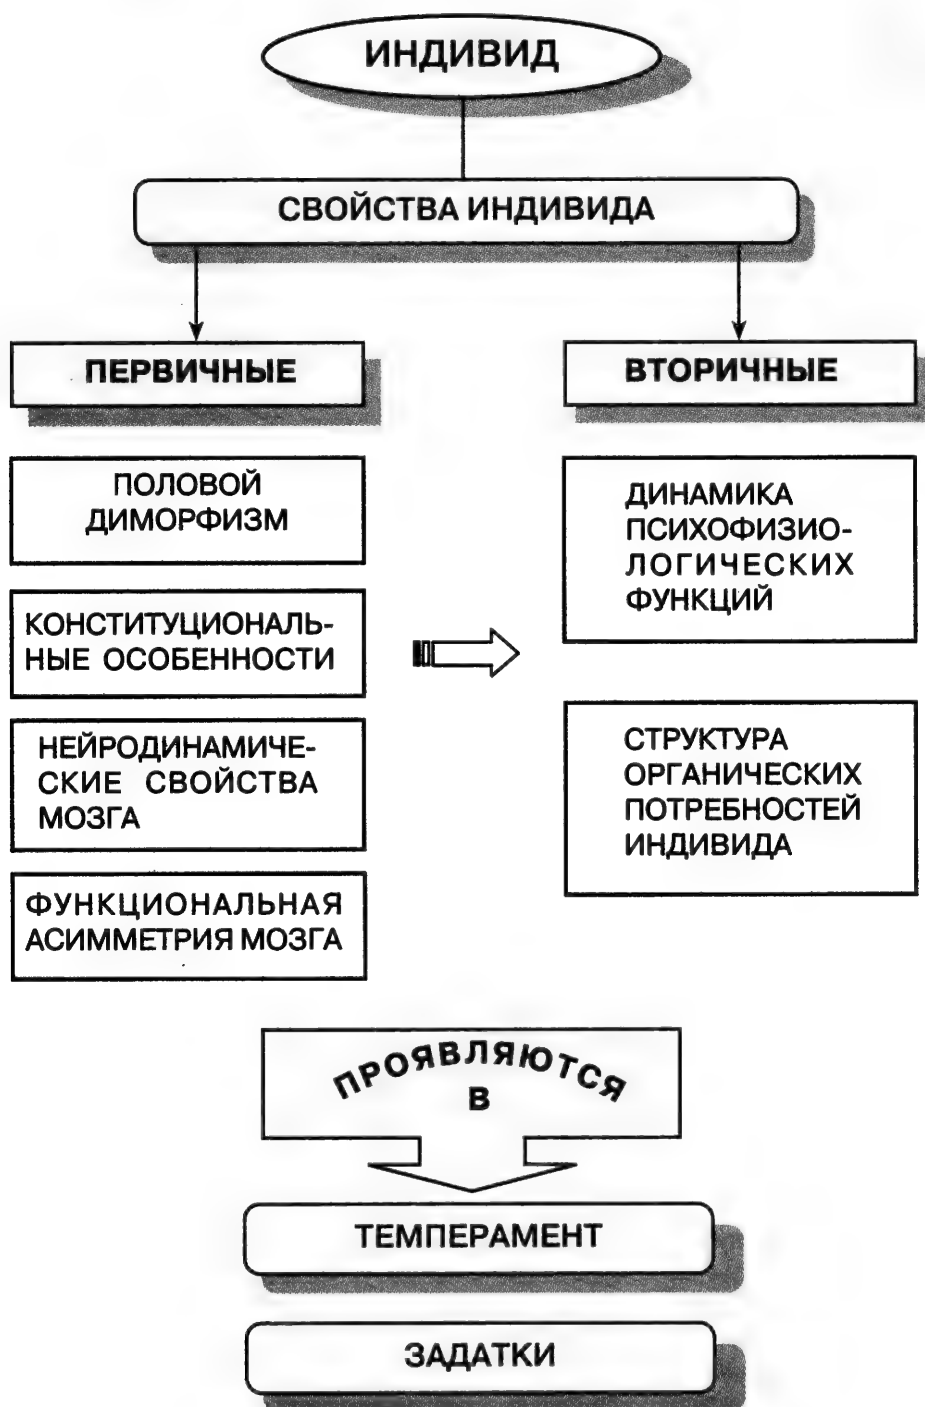 ИНДИВИД
СВОЙСТВА ИНДИВИДА
ПЕРВИЧНЫЕ
ПОЛОВОЙ
ДИМОРФИЗМ
КОНСТИТУЦИОНАЛЬ-
НЫЕ ОСОБЕННОСТИ
НЕЙРОДИНАМИЧЕ-
СКИЕ СВОЙСТВА
МОЗГА
ФУНКЦИОНАЛЬНАЯ
АСИММЕТРИЯ МОЗГА
ВТОРИЧНЫЕ
ДИНАМИКА
ПСИХОФИЗИО-
ЛОГИЧЕСКИХ
ФУНКЦИЙ
СТРУКТУРА
ОРГАНИЧЕСКИХ
ПОТРЕБНОСТЕЙ
ИНДИВИДА
ПРОЯВЛЯЮТСЯ
В
ТЕМПЕРАМЕНТ
ЗАДАТКИ